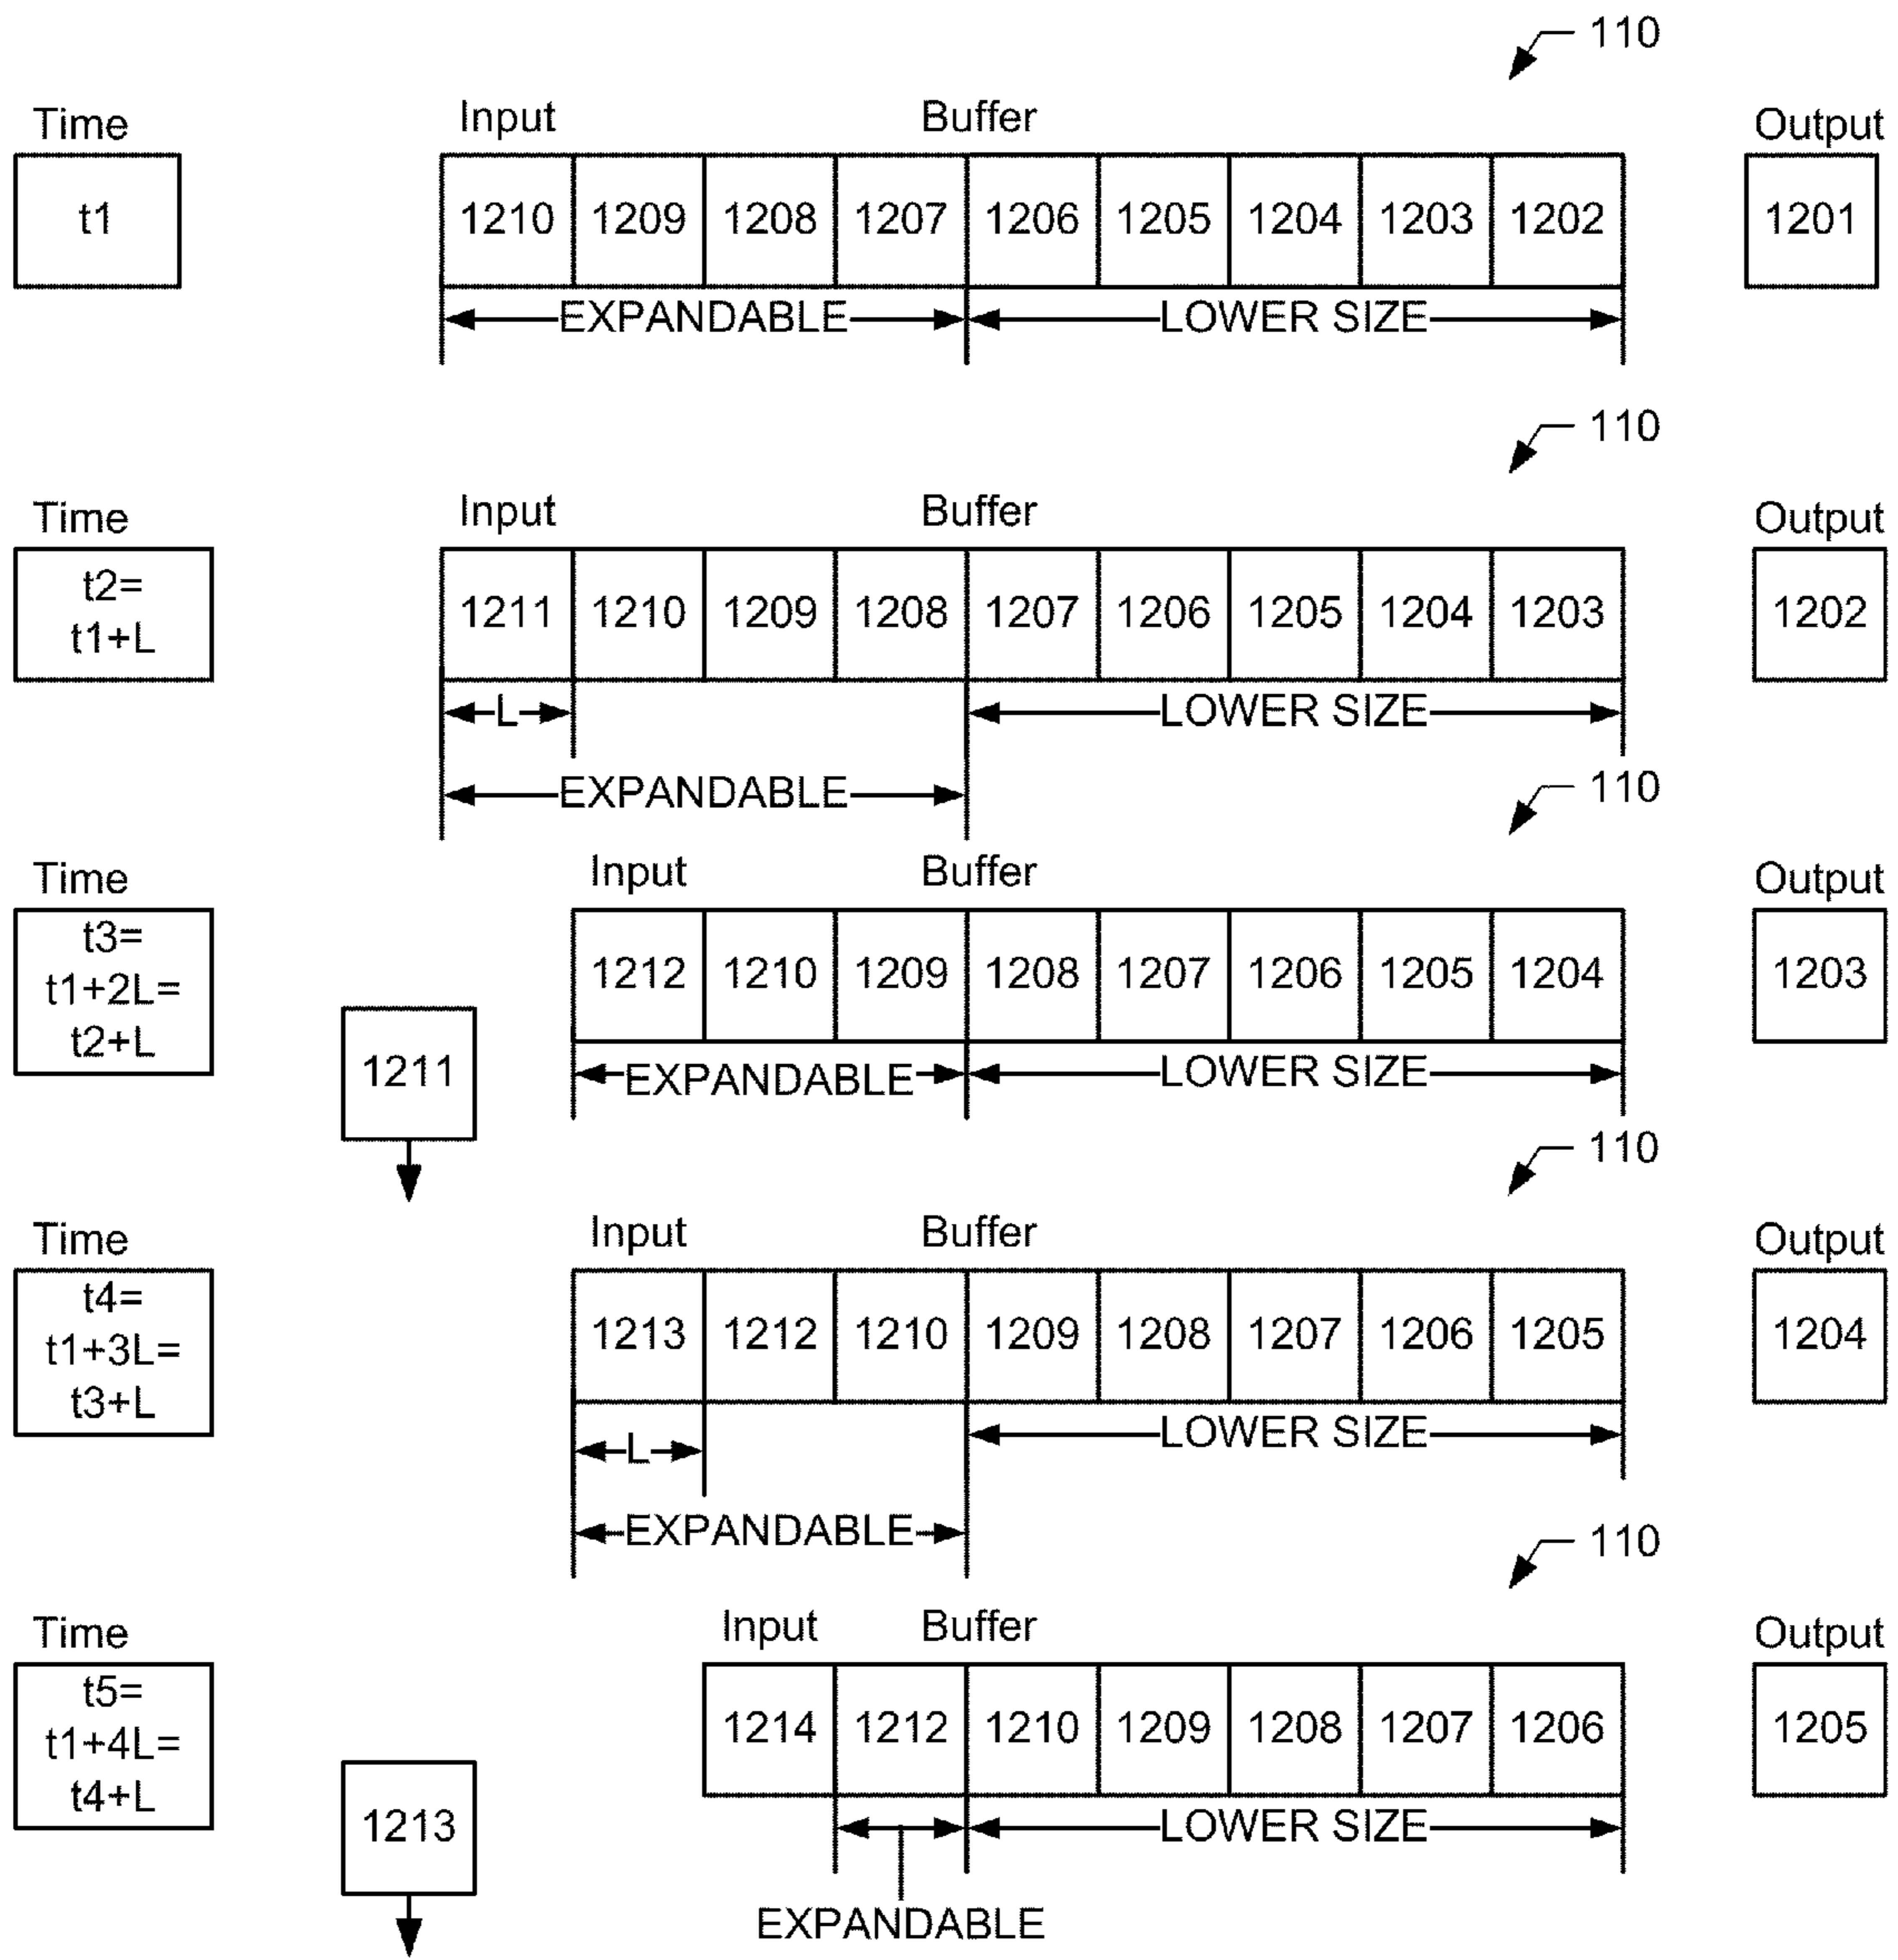 110
Time Input Buffer Output
t1 1210 1209 1208 1207 1206 1205 1204 1203 1202 1201
EXPANDABLE LOWER SIZE
110
Time Input Buffer Output
t2=
t1+L
1211 1210 1209 1208 1207 1206 1205 1204 1203 1202
L LOWER SIZE
EXPANDABLE
110
Time Input Buffer Output
t3=
t1+2L=
t2+L
1212 1210 1209 1208 1207 1206 1205 1204 1203
1211
EXPANDABLE LOWER SIZE
110
Time Input Buffer Output
t4=
t1+3L=
t3+L
1213 1212 1210 1209 1208 1207 1206 1205 1204
L LOWER SIZE
EXPANDABLE
110
Time Input Buffer Output
t5=
t1+4L=
t4+L
1214 1212 1210 1209 1208 1207 1206 1205
1213
LOWER SIZE
EXPANDABLE